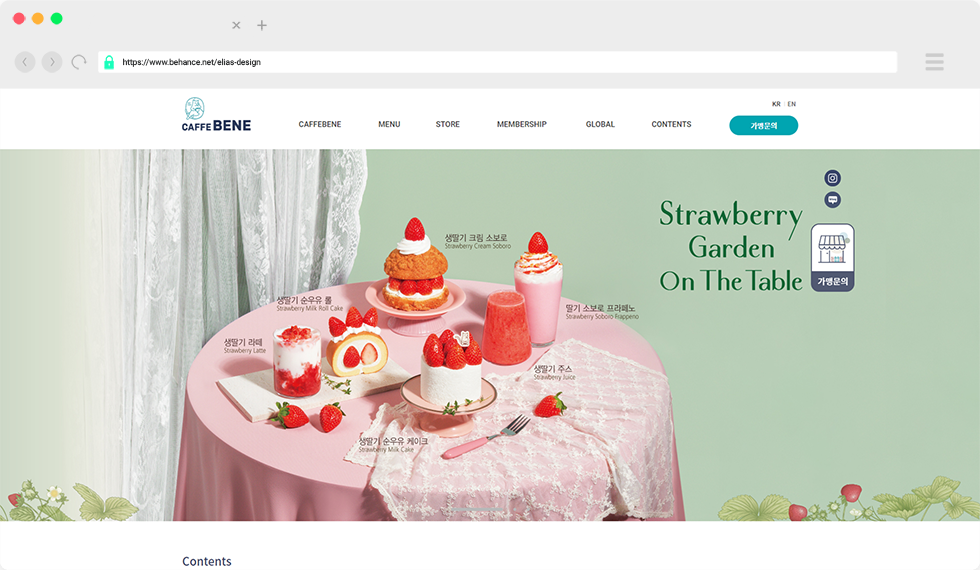 https://www.behance.net/elias-design
KR | EN
CAFFE BENE
CAFFEBENE
MENU
STORE
MEMBERSHIP
GLOBAL
CONTENTS
가맹문의
Strawberry
Garden
On The Table
가맹문의
생딸기 크림 소보로
Strawberry Cream Soboro
생딸기 순우유 롤
Strawberry Milk Roll Cake
딸기 소보로 프라페노
Strawberry Soboro Frappeno
생딸기 라떼
Strawberry Latte
생딸기 주스
Strawberry Juice
생딸기 순우유 케이크
Strawberry Milk Cake
Contents